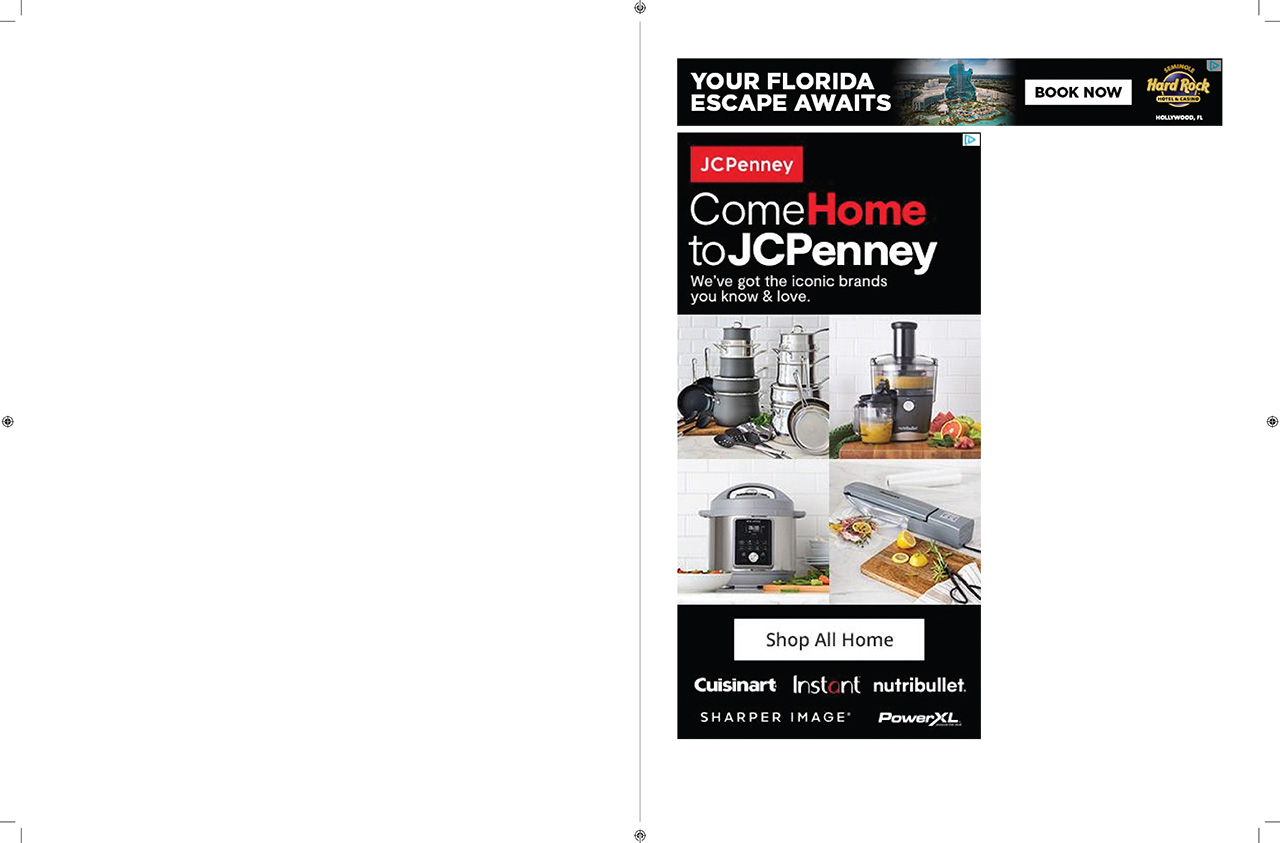 YOUR FLORIDA
ESCAPE AWAITS
BOOK NOW
SEMINOLE
Hard Rock
HOTEL & CASINO
HOLLYWOOD, FL
JCPenney
ComeHome
toJCPenney
We've got the iconic brands
you know & love.
nutribullet
Shop All Home
Cuisinart Instant nutribullet.
SHARPER IMAGE® PowerXL